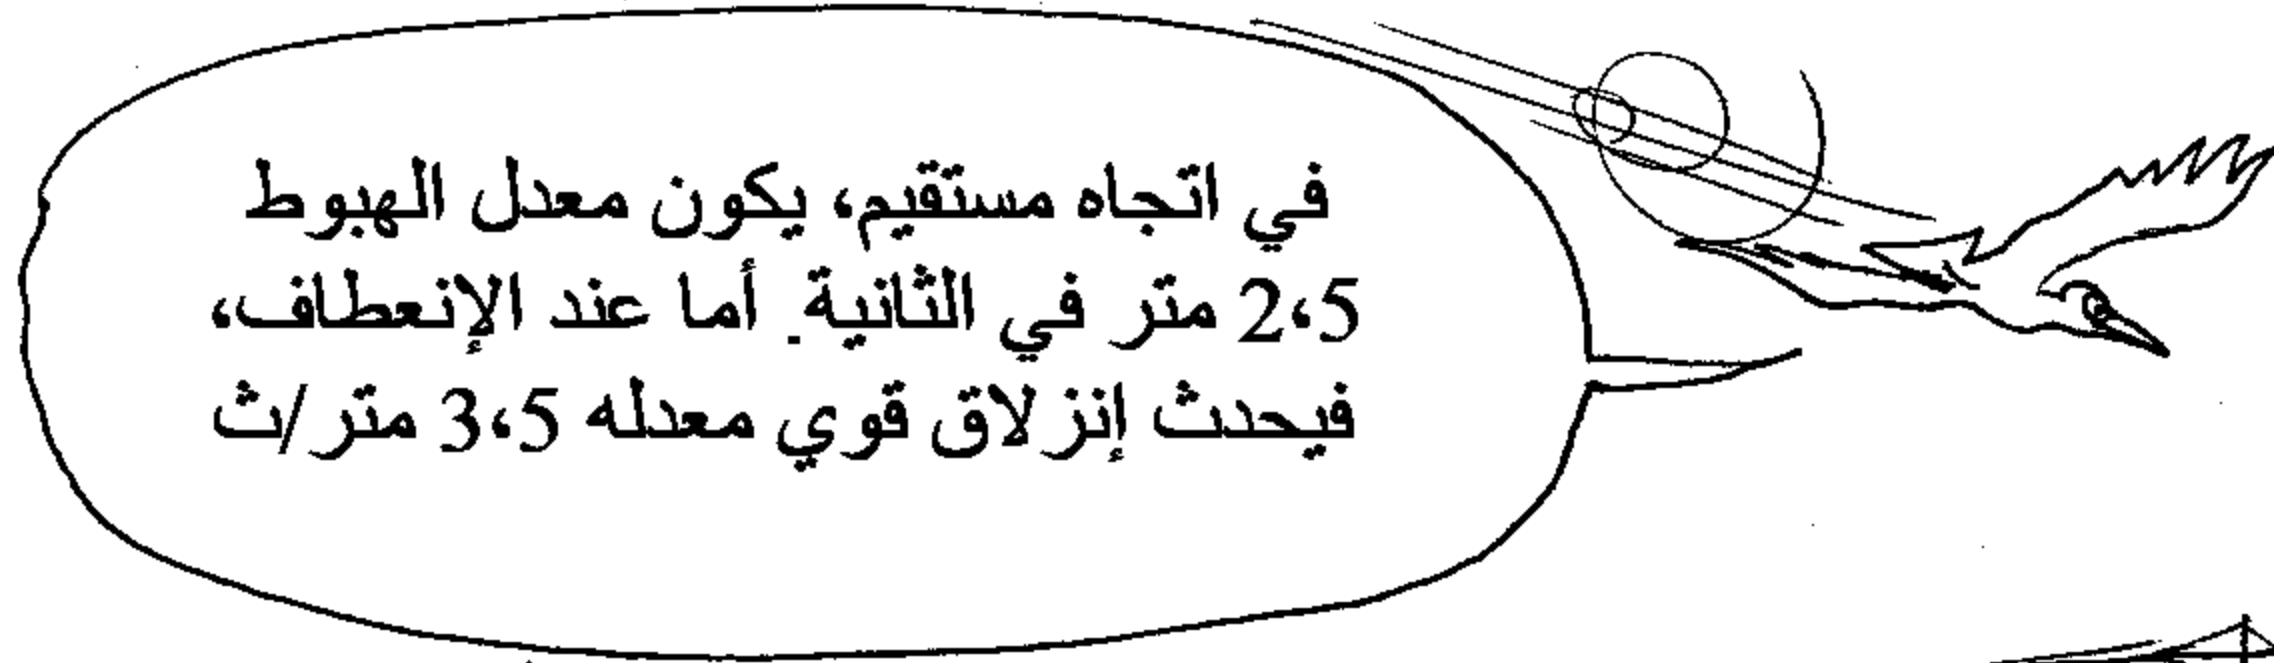 في اتجاه مستقيم، يكون معدل الهبوط
2،5 متر في الثانية. أما عند الإنعطاف،
فيحدث إنزلاق قوي معدله 3،5 متر/ث